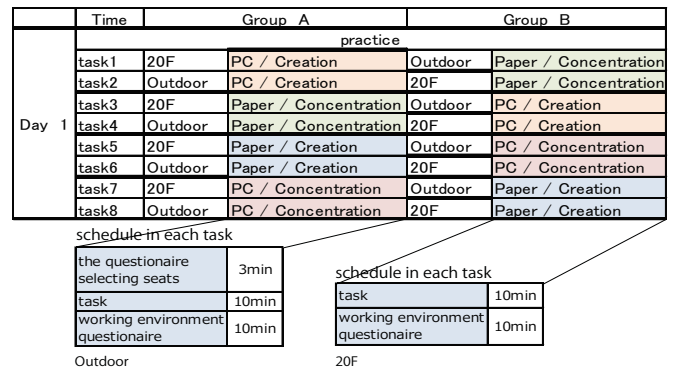 Time Group A Group B
practice
task1 20F PC / Creation Outdoor Paper / Concentration
task2 Outdoor PC / Creation 20F Paper / Concentration
task3 20F Paper / Concentration Outdoor PC / Creation
Day 1 task4 Outdoor Paper / Concentration 20F PC / Creation
task5 20F Paper / Creation Outdoor PC / Concentration
task6 Outdoor Paper / Creation 20F PC / Concentration
task7 20F PC / Concentration Outdoor Paper / Creation
task8 Outdoor PC / Concentration 20F Paper / Creation
schedule in each task
the questionaire
selecting seats 3min
task 10min
working environment
questionaire 10min
Outdoor
schedule in each task
task 10min
working environment
questionaire 10min
20F